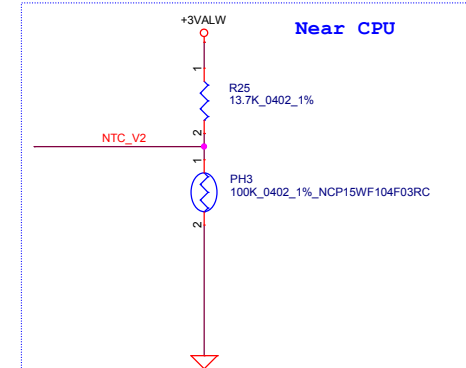 +3VALW
Near CPU
1
R25
13.7K_0402_1%
2
NTC_V2
1
PH3
100K_0402_1%_NCP15WF104F03RC
2